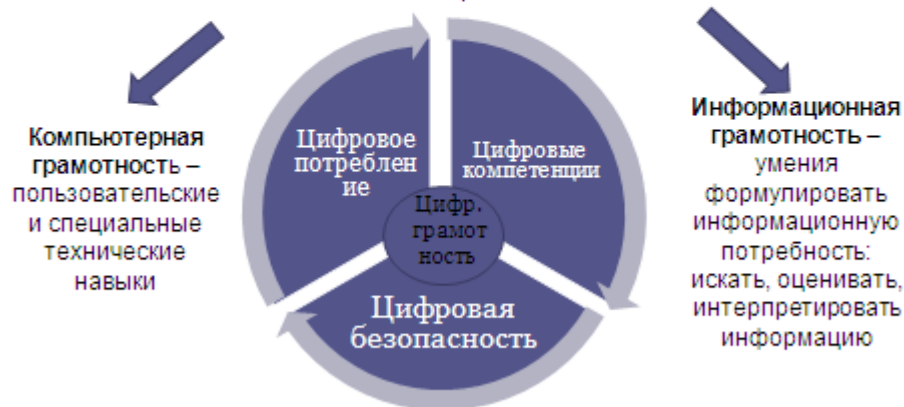 Компьютерная
грамотность –
пользовательские
и специальные
технические
навыки
Цифровое
потреблен
ие
Цифровые
компетенции
Цифр.
грамот
ность
Цифровая
безопасность
Информационная
грамотность –
умения
формулировать
информационную
потребность:
искать, оценивать,
интерпретировать
информацию